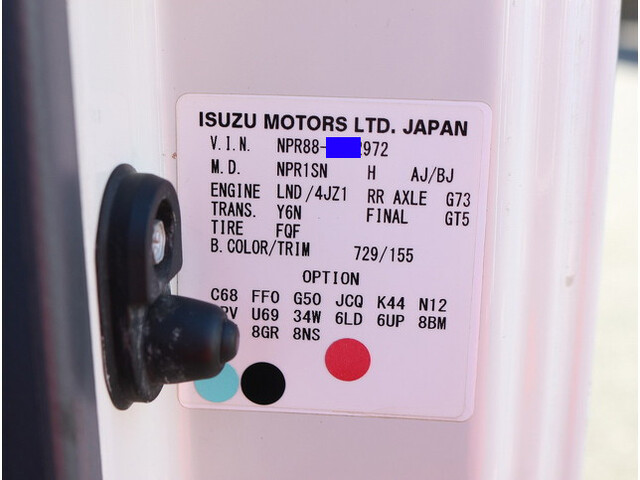 ISUZU MOTORS LTD. JAPAN
V.I.N. NPR88- 972
M.D. NPR1SN H AJ/BJ
ENGINE LND/4JZ1 RR AXLE G73
TRANS. Y6N FINAL GT5
TIRE FQF
B.COLOR/TRIM 729/155
OPTION
C68 FF0 G50 JCQ K44 N12
U69 34W 6LD 6UP 8BM
8GR 8NS